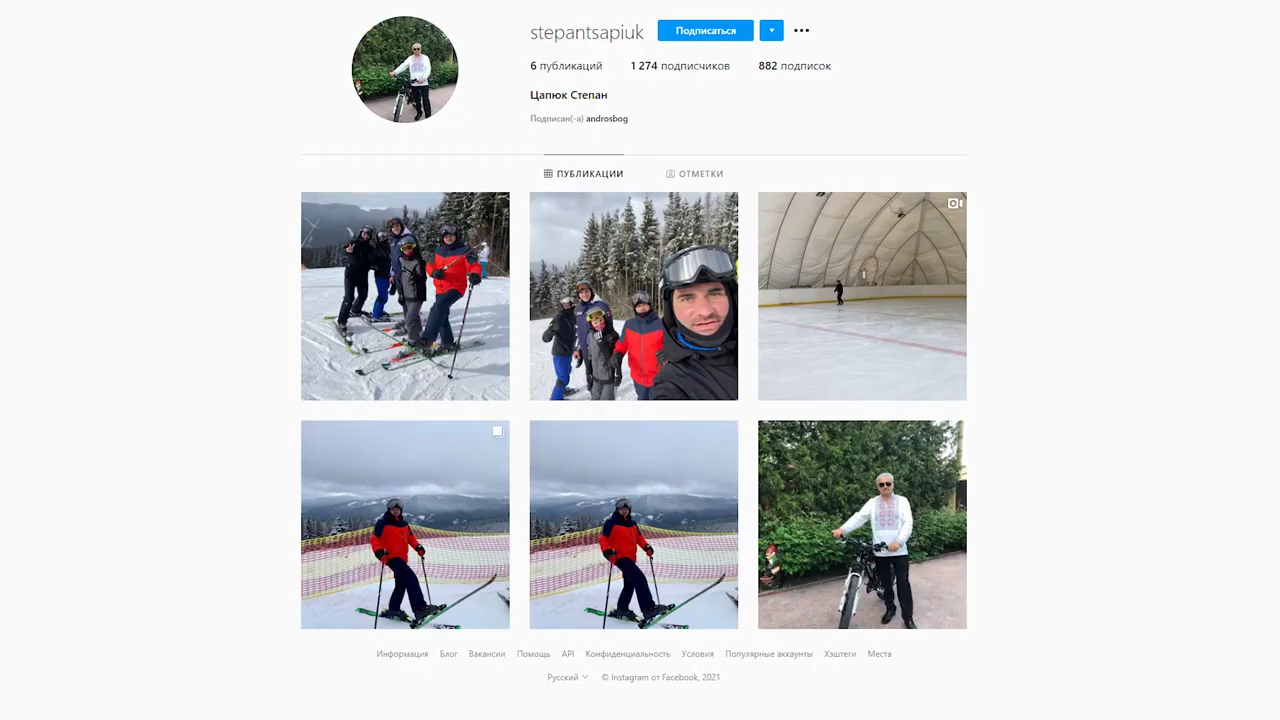 stepantsapiuk Подписаться
6 публикаций 1 274 подписчиков 882 подписок
Цапюк Степан
Подписан(-а) androsbog
ПУБЛИКАЦИИ ОТМЕТКИ
Информация Блог Вакансии Помощь API Конфиденциальность Условия Популярные аккаунты Хэштеги Места
Русский © Instagram от Facebook, 2021